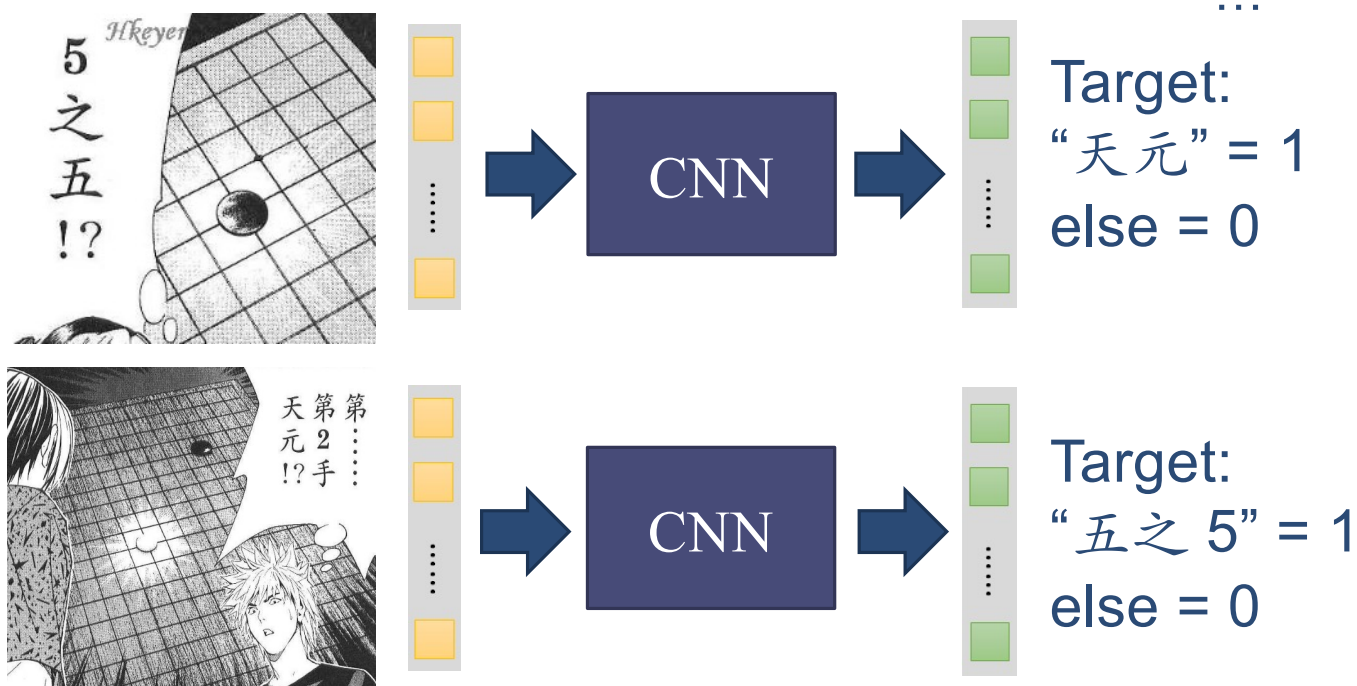 …
Hkeyer
5
之
五
!?
……
CNN
……
Target:
“天元” = 1
else = 0
第……
第2手
天元!?
……
CNN
……
Target:
“五之 5” = 1
else = 0